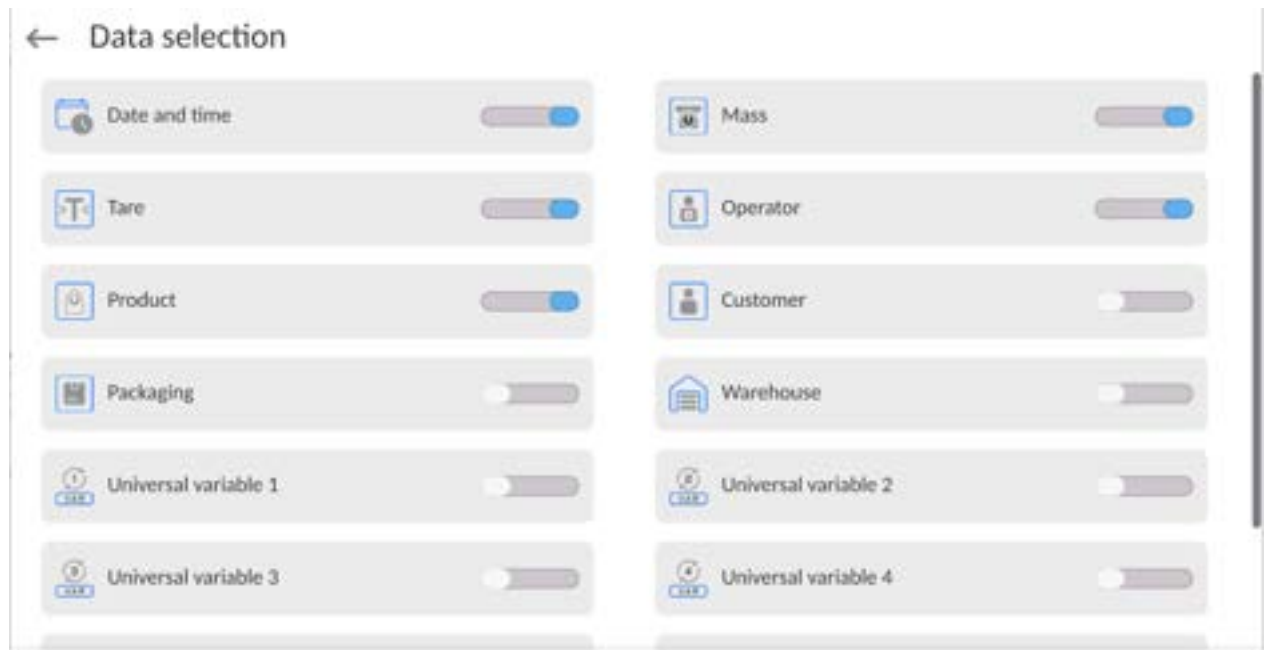 Data selection
Date and time
Mass
Tare
Operator
Product
Customer
Packaging
Warehouse
Universal variable 1
Universal variable 2
Universal variable 3
Universal variable 4